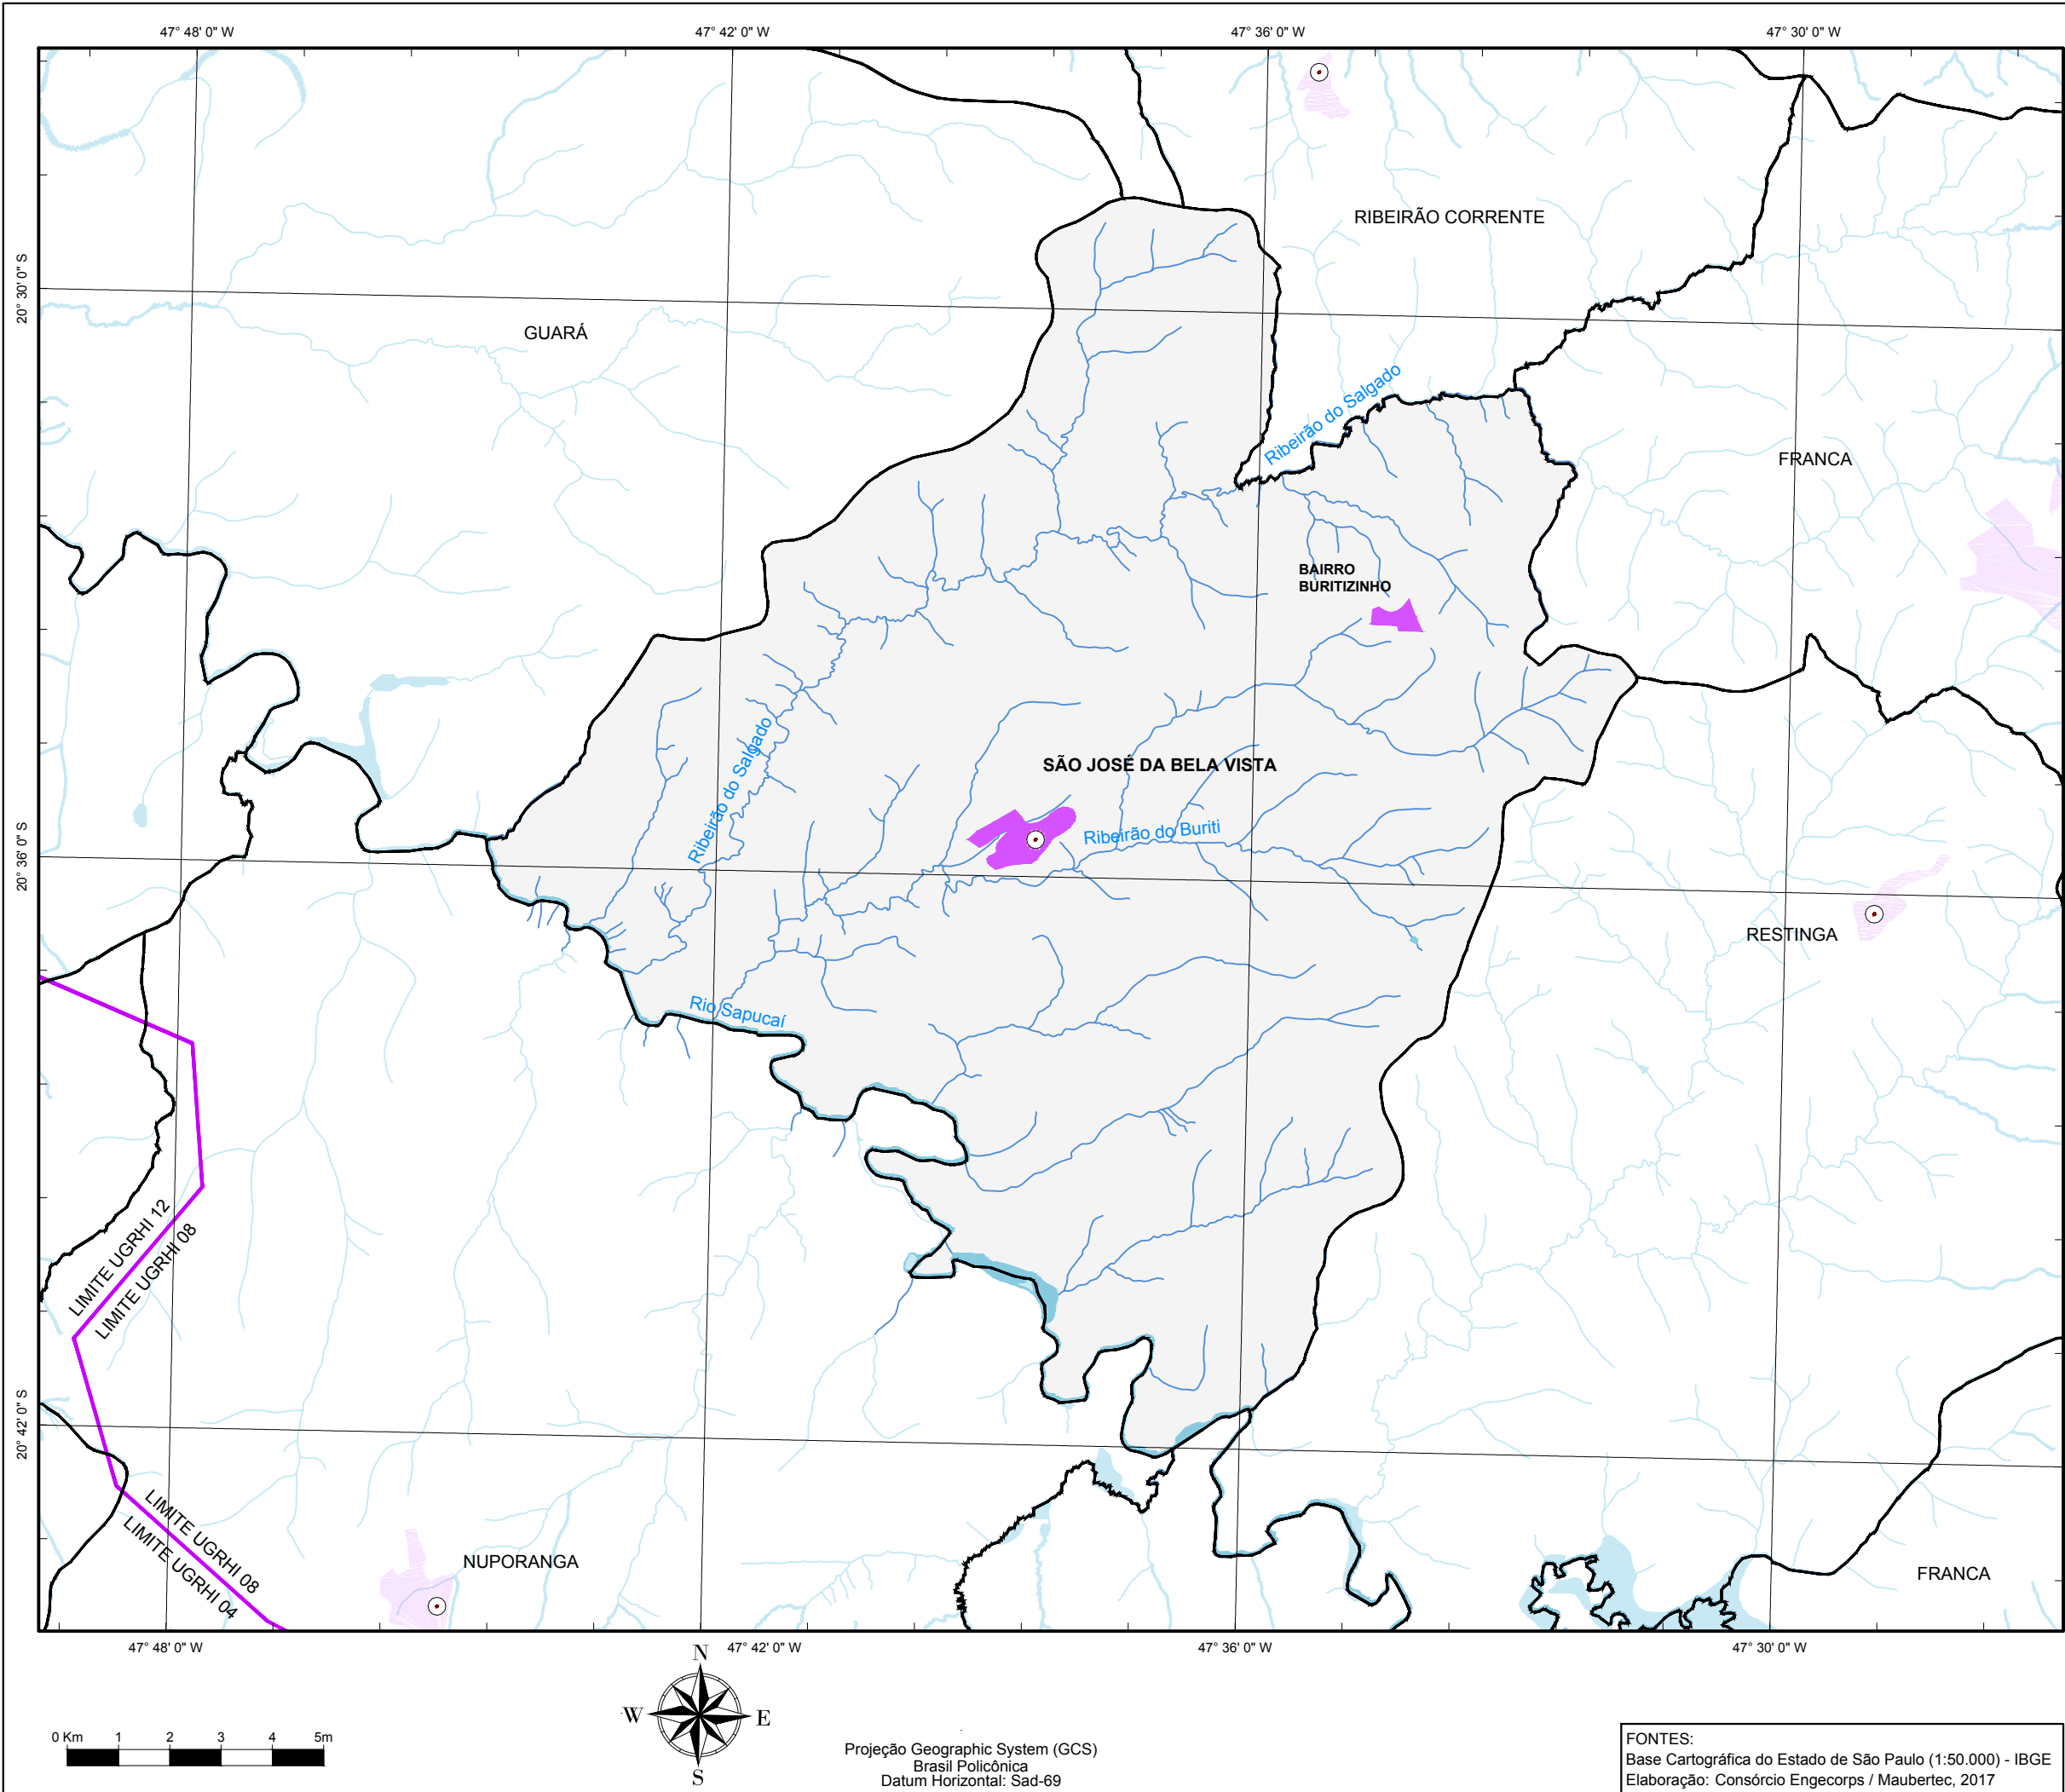 47° 48' 0" W
47° 42' 0" W
47° 36' 0" W
47° 30' 0" W
RIBEIRÃO CORRENTE
20° 30' 0" S
GUARÁ
Ribeirão do Salgado
FRANCA
BAIRRO
BURITIZINHO
Ribeirão do Salgado
SÃO JOSÉ DA BELA VISTA
Ribeirão do Buriti
20° 36' 0" S
RESTINGA
Rio Sapucaí
LIMITE UGRHI 12
LIMITE UGRHI 08
20° 42' 0" S
LIMITE UGRHI 08
LIMITE UGRHI 04
NUPORANGA
FRANCA
47° 48' 0" W
47° 42' 0" W
47° 36' 0" W
47° 30' 0" W
N
W
E
S
0 Km 1 2 3 4 5m
Projeção Geographic System (GCS)
Brasil Policônica
Datum Horizontal: Sad-69
FONTES:
Base Cartográfica do Estado de São Paulo (1:50.000) - IBGE
Elaboração: Consórcio Engecorps / Maubertec, 2017